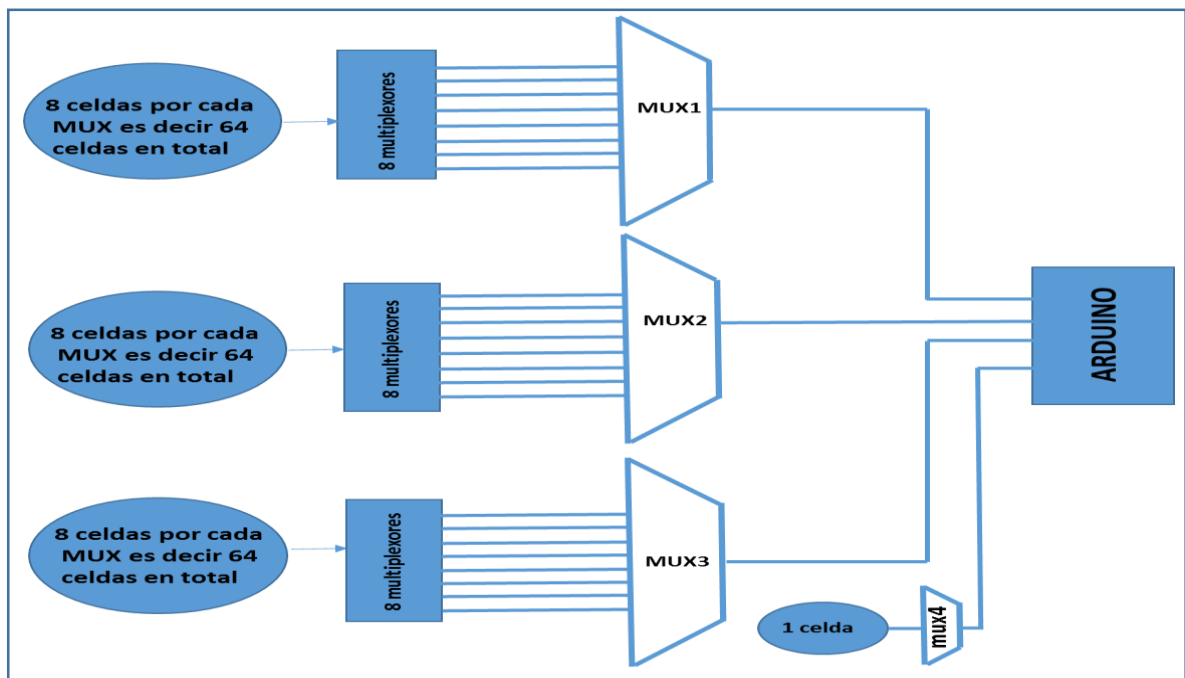 8 celdas por cada
MUX es decir 64
celdas en total
8 multiplexores
MUX1
8 celdas por cada
MUX es decir 64
celdas en total
8 multiplexores
MUX2
ARDUINO
8 celdas por cada
MUX es decir 64
celdas en total
8 multiplexores
MUX3
1 celda
mux4